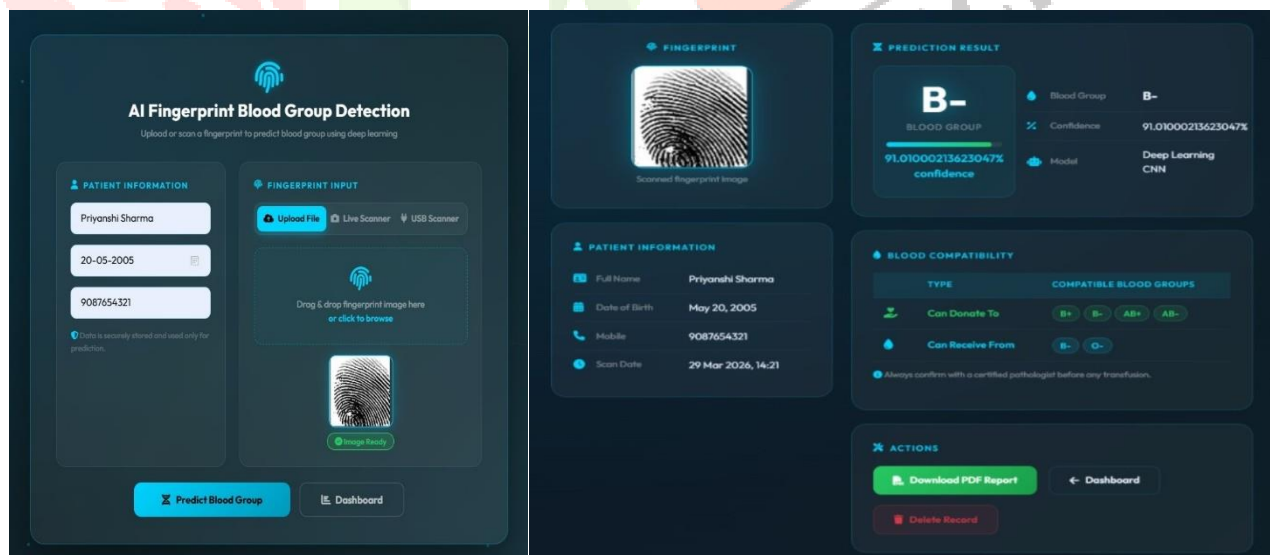 AI Fingerprint Blood Group Detection
Upload or scan a fingerprint to predict blood group using deep learning
PATIENT INFORMATION
Priyanshi Sharma
20-05-2005
9087654321
Data is securely stored and used only for
prediction.
FINGERPRINT INPUT
Upload File Live Scanner USB Scanner
Drag & drop fingerprint image here
or click to browse
Image Ready
Predict Blood Group Dashboard
FINGERPRINT
Scanned fingerprint image
PATIENT INFORMATION
Full Name Priyanshi Sharma
Date of Birth May 20, 2005
Mobile 9087654321
Scan Date 29 Mar 2026, 14:21
PREDICTION RESULT
B-
BLOOD GROUP
91.01000213623047%
confidence
Blood Group B-
Confidence 91.01000213623047%
Model Deep Learning
CNN
BLOOD COMPATIBILITY
TYPE COMPATIBLE BLOOD GROUPS
Can Donate To B+ B- AB+ AB-
Can Receive From B- O-
Always confirm with a certified pathologist before any transfusion.
ACTIONS
Download PDF Report ← Dashboard
Delete Record